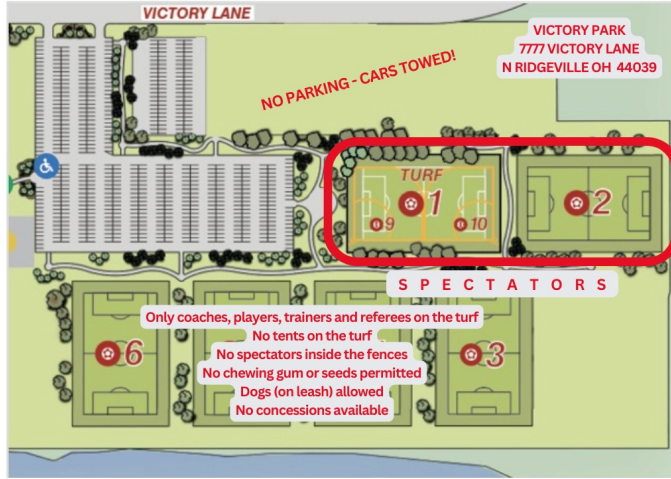 VICTORY LANE
VICTORY PARK
7777 VICTORY LANE
N RIDGEVILLE OH 44039
NO PARKING - CARS TOWED!
TURF
1
2
9
10
SPECTATORS
Only coaches, players, trainers and referees on the turf
No tents on the turf
No spectators inside the fences
No chewing gum or seeds permitted
Dogs (on leash) allowed
No concessions available
6
3